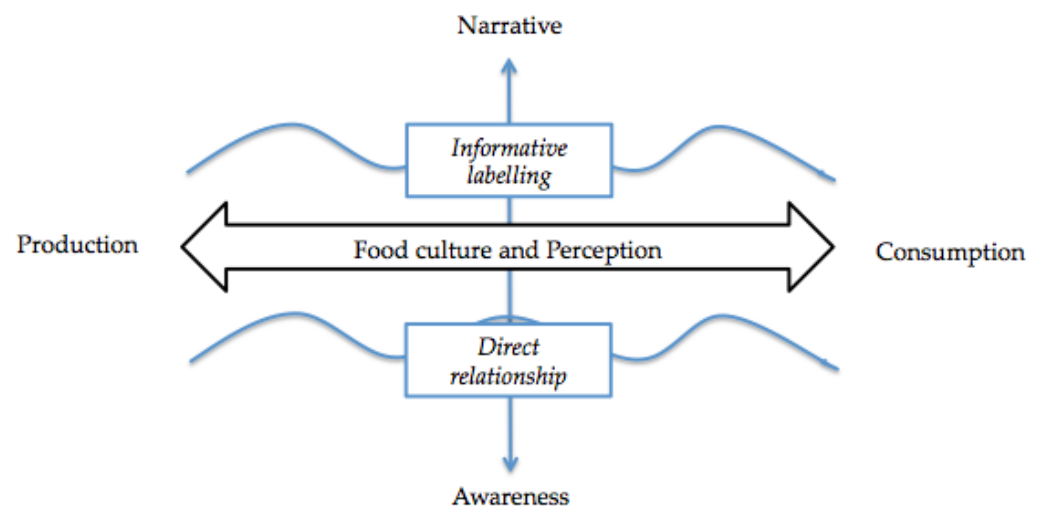 Narrative
Informative
labelling
Production
Food culture and Perception
Consumption
Direct
relationship
Awareness